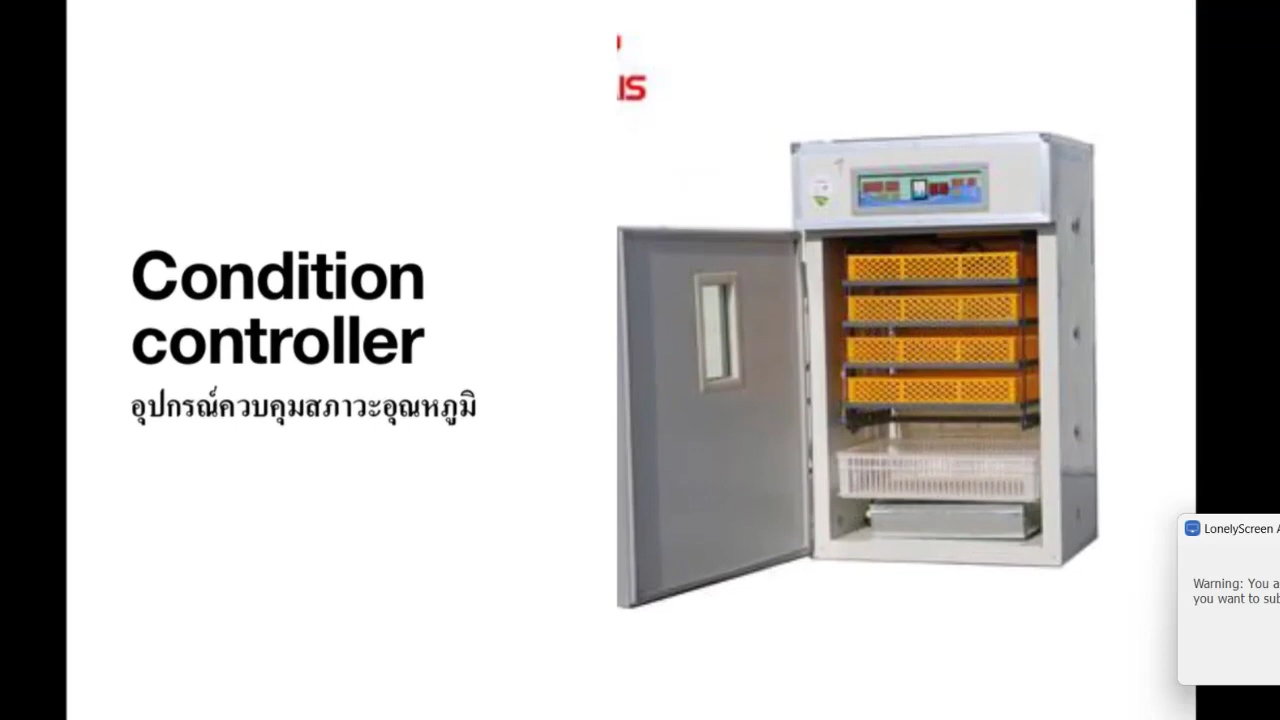 Condition
controller
อุปกรณ์ควบคุมสภาวะอุณหภูมิ
IS
LonelyScreen
Warning: You
you want to